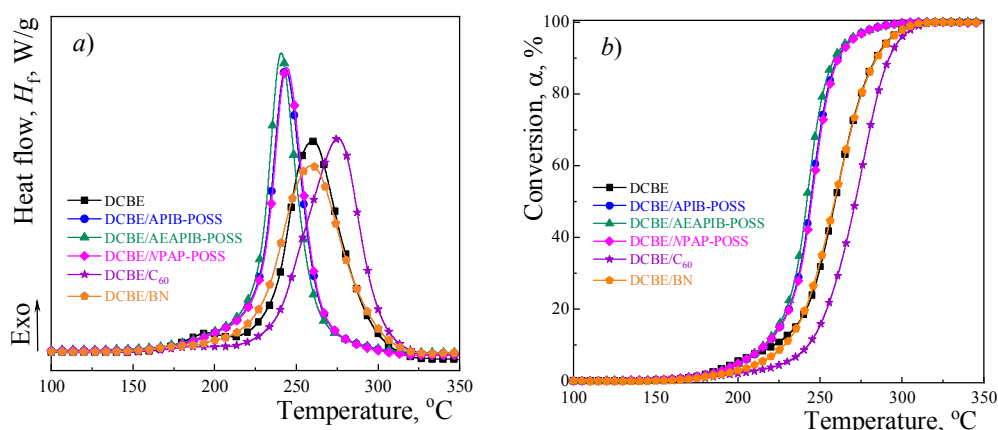 a)
Heat flow, Hf, W/g
Exo
DCBE
DCBE/APIB-POSS
DCBE/AEAPIB-POSS
DCBE/NPAP-POSS
DCBE/C60
DCBE/BN
100 150 200 250 300 350
Temperature, °C
b)
Conversion, α, %
100
80
60
40
20
0
DCBE
DCBE/APIB-POSS
DCBE/AEAPIB-POSS
DCBE/NPAP-POSS
DCBE/C60
DCBE/BN
100 150 200 250 300 350
Temperature, °C